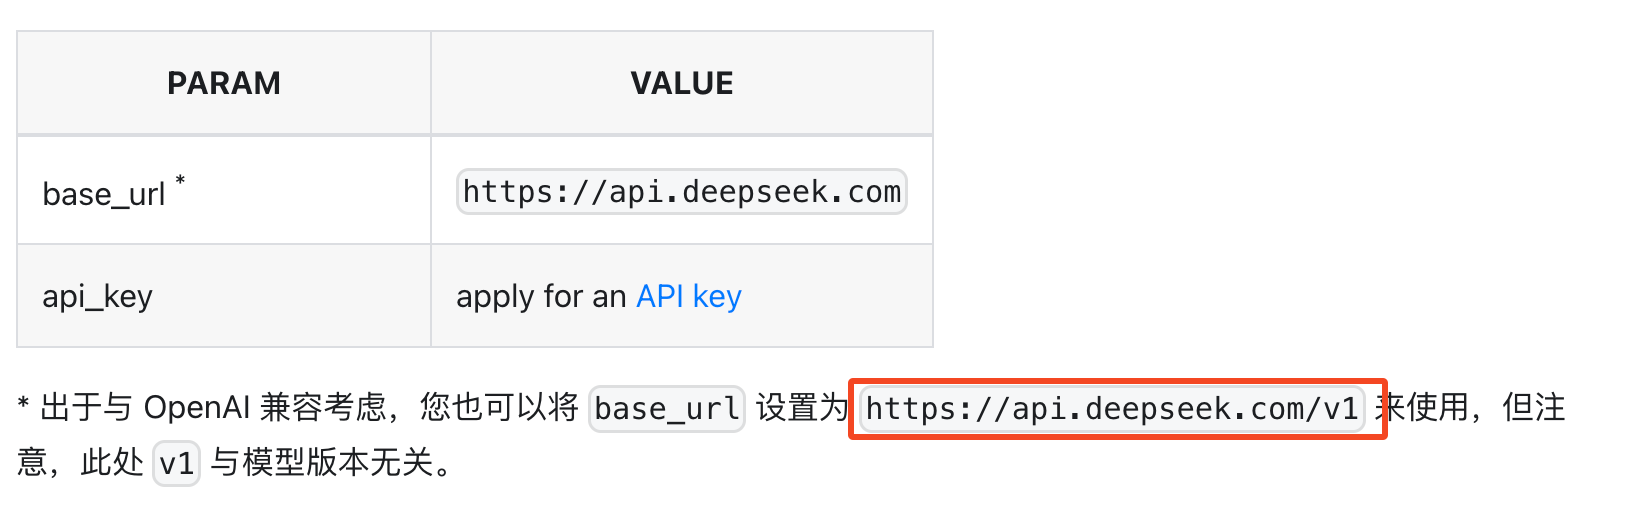 PARAM VALUE
base_url * https://api.deepseek.com
api_key apply for an API key
* 出于与 OpenAI 兼容考虑，您也可以将 base_url 设置为 https://api.deepseek.com/v1 来使用，但注
意，此处 v1 与模型版本无关。